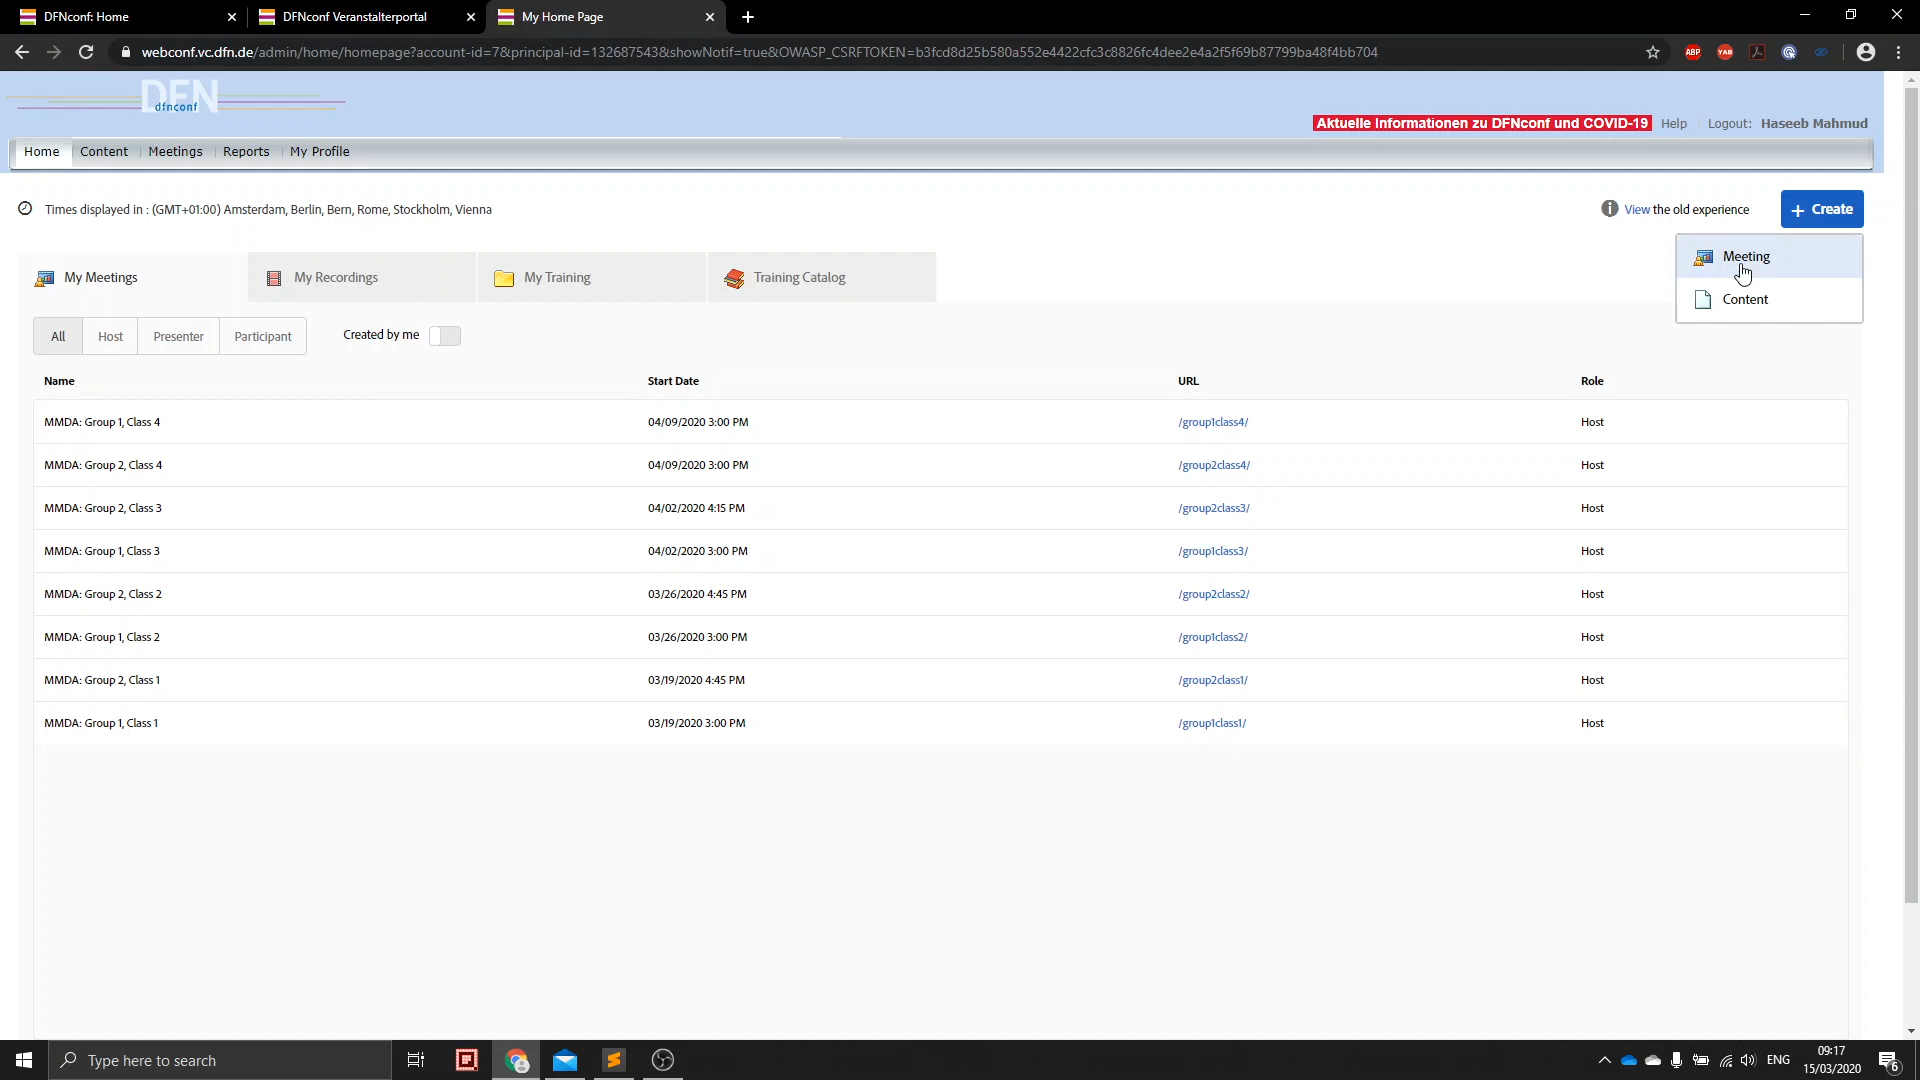 DFNconf: Home
DFNconf Veranstalterportal
My Home Page
webconf.vc.dfn.de/admin/home/homepage?account-id=7&principal-id=132687543&showNotif=true&OWASP_CSRFTOKEN=b3fcd8d25b580a552e4422cfc3c8826fc4dee2e4a2f5f69b87799ba48f4bb704
ABP
YAB
DFN
dfnconf
Aktuelle Informationen zu DFNconf und COVID-19 Help Logout: Haseeb Mahmud
Home Content Meetings Reports My Profile
Times displayed in : (GMT+01:00) Amsterdam, Berlin, Bern, Rome, Stockholm, Vienna
View the old experience
+ Create
Meeting
Content
My Meetings
My Recordings
My Training
Training Catalog
All Host Presenter Participant Created by me
Name Start Date URL Role
MMDA: Group 1, Class 4 04/09/2020 3:00 PM /group1class4/ Host
MMDA: Group 2, Class 4 04/09/2020 3:00 PM /group2class4/ Host
MMDA: Group 2, Class 3 04/02/2020 4:15 PM /group2class3/ Host
MMDA: Group 1, Class 3 04/02/2020 3:00 PM /group1class3/ Host
MMDA: Group 2, Class 2 03/26/2020 4:45 PM /group2class2/ Host
MMDA: Group 1, Class 2 03/26/2020 3:00 PM /group1class2/ Host
MMDA: Group 2, Class 1 03/19/2020 4:45 PM /group2class1/ Host
MMDA: Group 1, Class 1 03/19/2020 3:00 PM /group1class1/ Host
Type here to search
ENG
09:17
15/03/2020
6